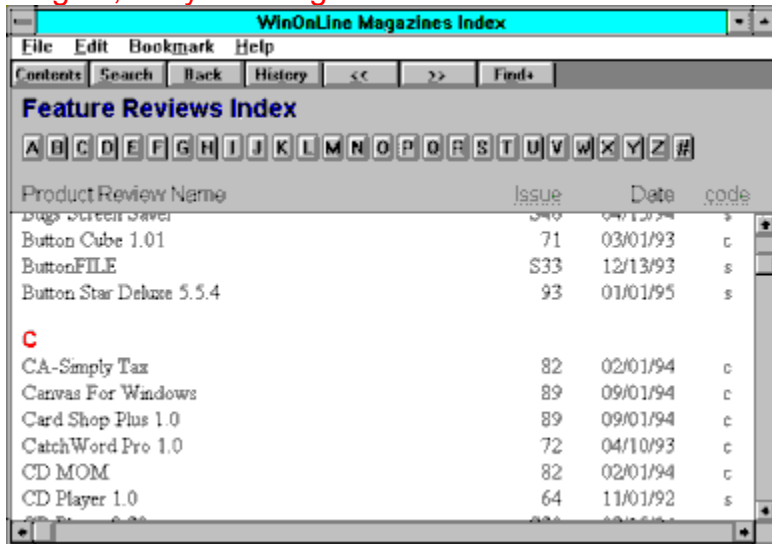 WinOnLine Magazines Index
File Edit Bookmark Help
Contents Search Back History << >> Find+
Feature Reviews Index
A B C D E F G H I J K L M N O P Q R S T U V W X Y Z #
Product Review Name Issue Date code
Bugs Screen Saver s
Button Cube 1.01 71 03/01/93 c
ButtonFILE S33 12/13/93 s
Button Star Deluxe 5.5.4 93 01/01/95 s
C
CA-Simply Tax 82 02/01/94 c
Canvas For Windows 89 09/01/94 c
Card Shop Plus 1.0 89 09/01/94 c
CatchWord Pro 1.0 72 04/10/93 c
CD MOM 82 02/01/94 c
CD Player 1.0 64 11/01/92 s